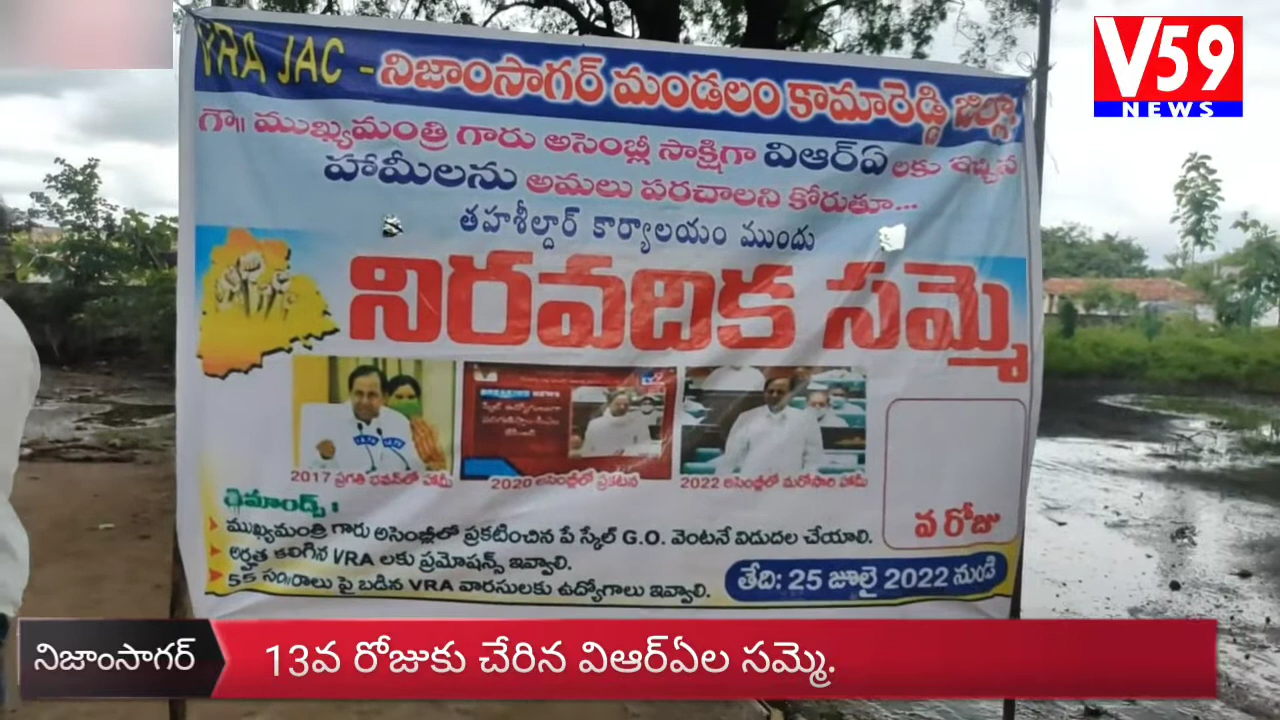 VRA JAC - నిజాంసాగర్ మండలం కామారెడ్డి జిల్లా
V59
NEWS
గౌ॥ ముఖ్యమంత్రి గారు అసెంబ్లీ సాక్షిగా విఆర్ఏ లకు ఇచ్చిన
హామీలను అమలు పరచాలని కోరుతూ...
తహశీల్దార్ కార్యాలయం ముందు
నిరవధిక సమ్మె
BREAKING NEWS
2017 ప్రగతి భవన్‌లో హామీ
2020 అసెంబ్లీలో ప్రకటన
2022 అసెంబ్లీలో మరోసారి హామీ
డిమాండ్స్ :
ముఖ్యమంత్రి గారు అసెంబ్లీలో ప్రకటించిన పే స్కేల్ G.O. వెంటనే విడుదల చేయాలి.
అర్హత కలిగిన VRA లకు ప్రమోషన్స్ ఇవ్వాలి.
55 సం॥రాలు పై బడిన VRA వారసులకు ఉద్యోగాలు ఇవ్వాలి.
వ రోజు
తేది: 25 జూలై 2022 నుండి
నిజాంసాగర్
13వ రోజుకు చేరిన విఆర్ఏల సమ్మె.